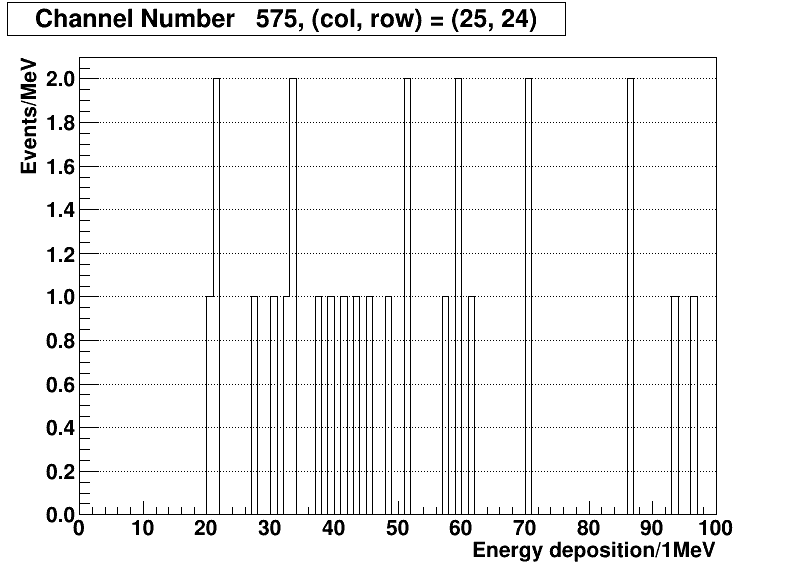 Channel Number 575, (col, row) = (25, 24)
Events/MeV
2.0
1.8
1.6
1.4
1.2
1.0
0.8
0.6
0.4
0.2
0.0
0 10 20 30 40 50 60 70 80 90 100
Energy deposition/1MeV